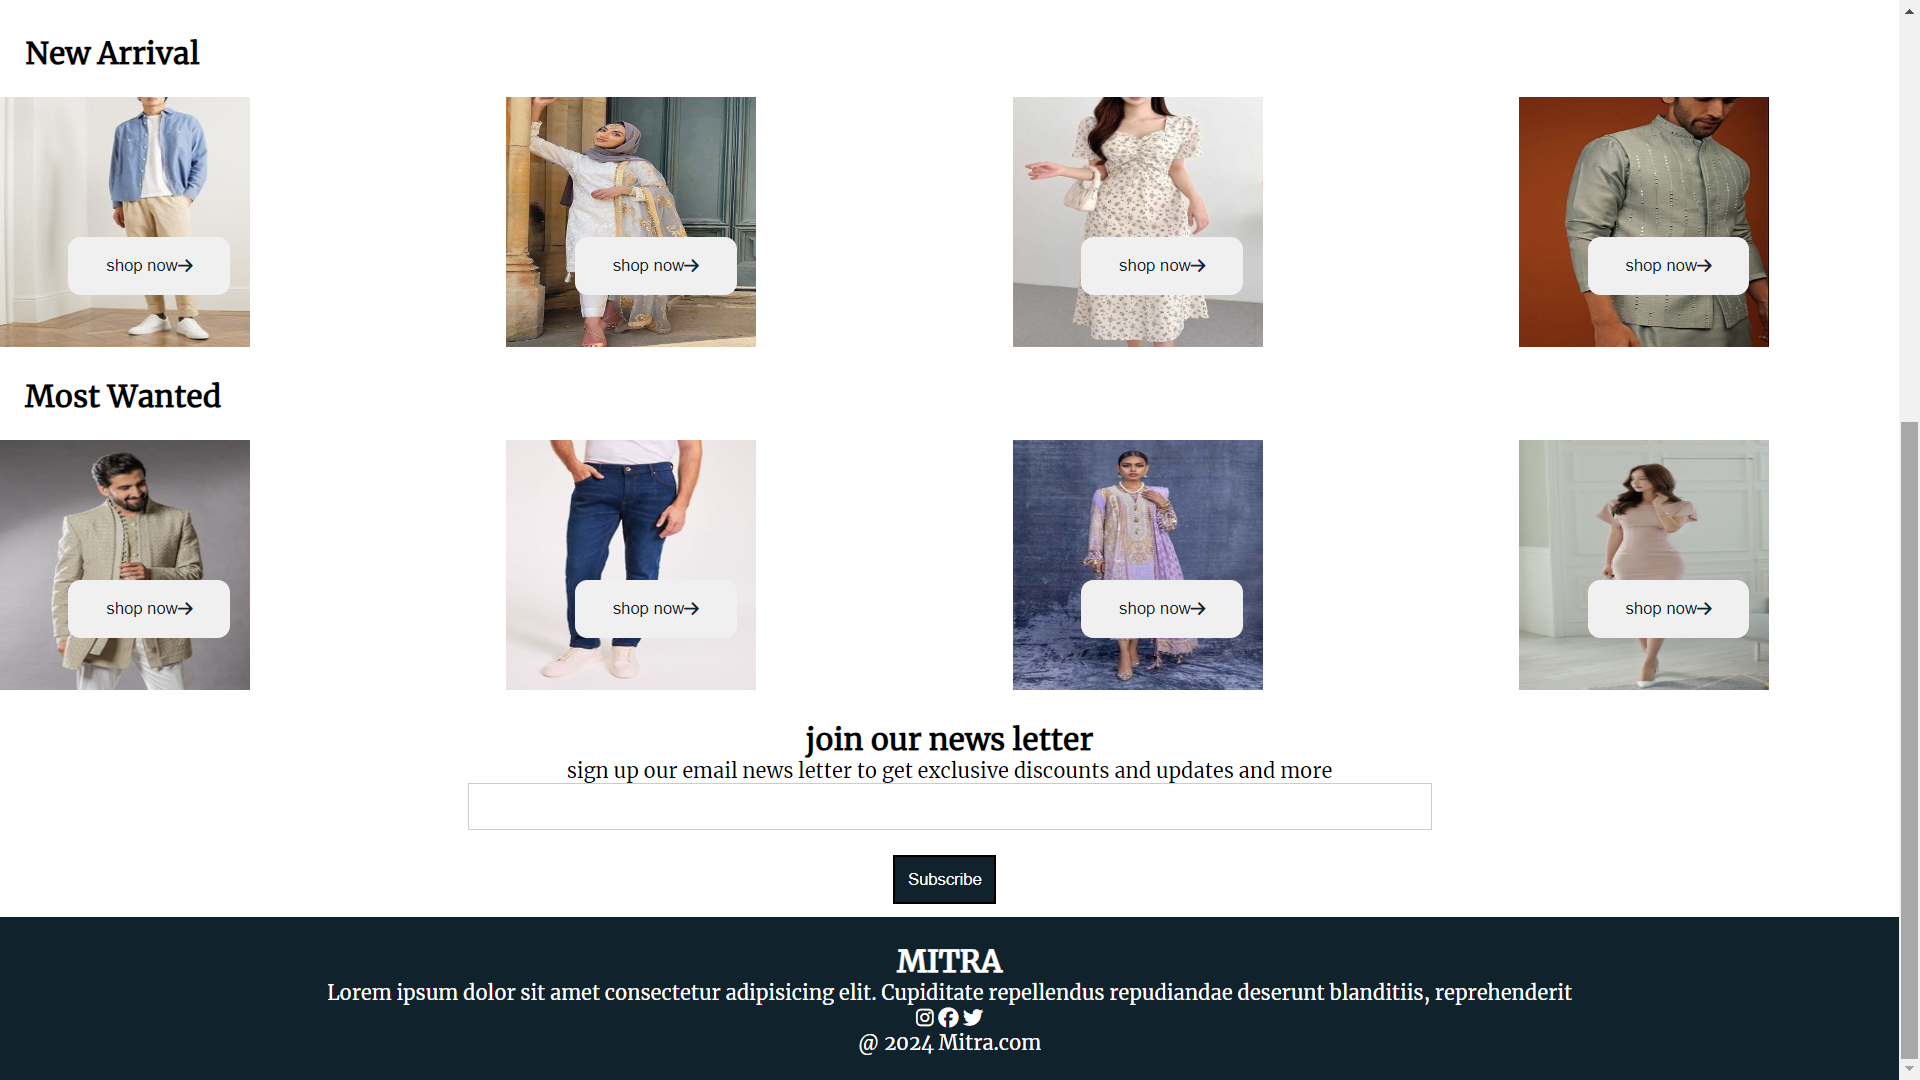 New Arrival
shop now
shop now
shop now
shop now
Most Wanted
shop now
shop now
shop now
shop now
join our news letter
sign up our email news letter to get exclusive discounts and updates and more
Subscribe
MITRA
Lorem ipsum dolor sit amet consectetur adipisicing elit. Cupiditate repellendus repudiandae deserunt blanditiis, reprehenderit
@ 2024 Mitra.com